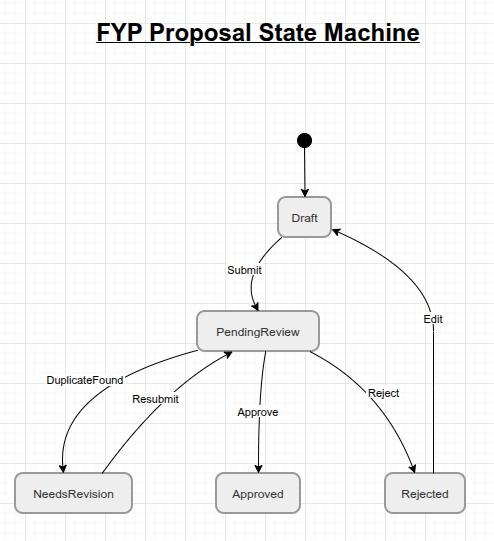 FYP Proposal State Machine
Draft
Submit
PendingReview
Edit
DuplicateFound
Resubmit
Approve
Reject
NeedsRevision
Approved
Rejected